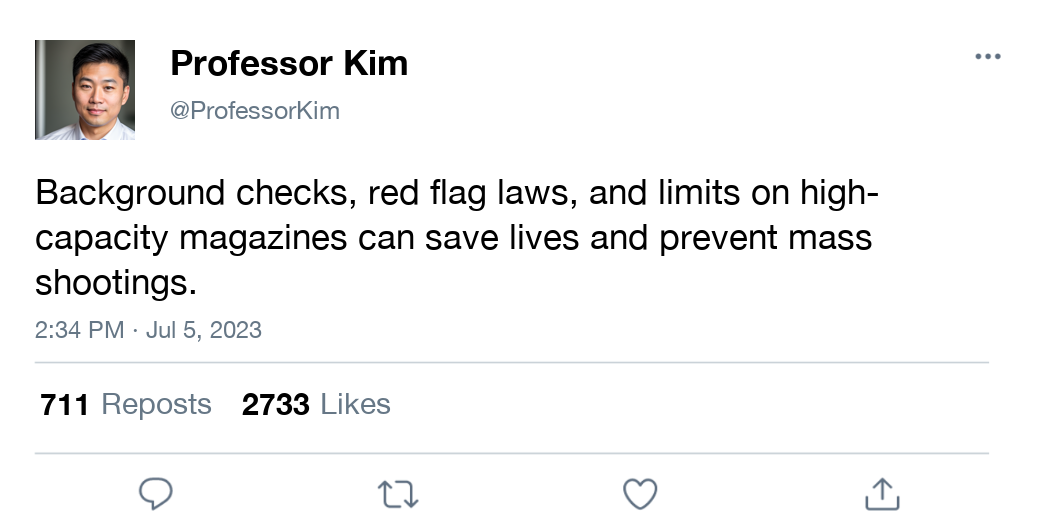 Professor Kim
@ProfessorKim
Background checks, red flag laws, and limits on high-
capacity magazines can save lives and prevent mass
shootings.
2:34 PM · Jul 5, 2023
711 Reposts 2733 Likes